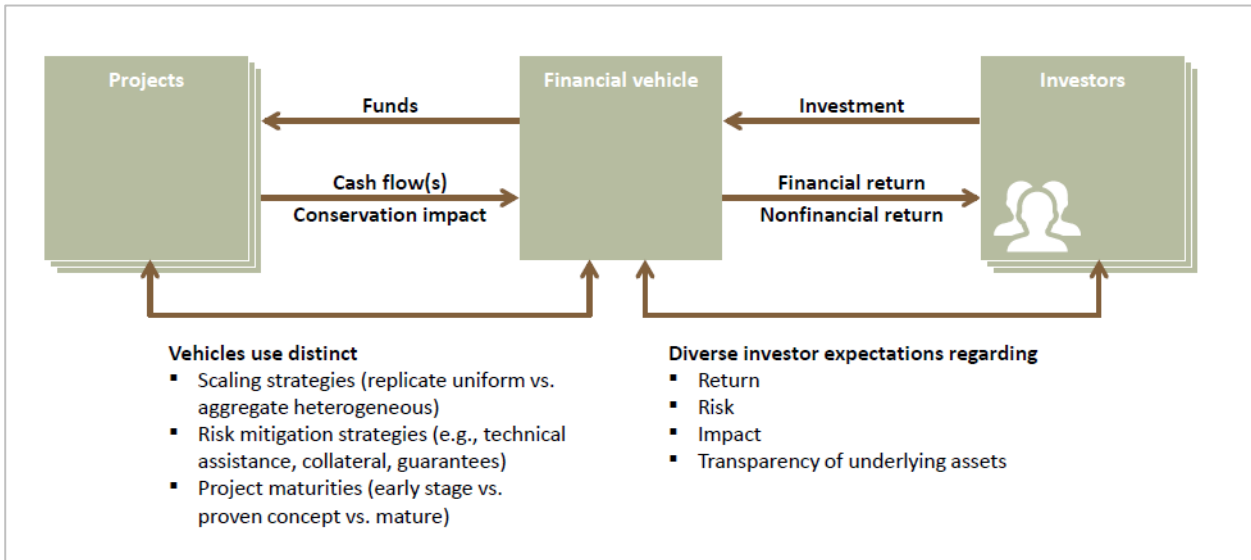 Projects
Financial vehicle
Investors
Funds
Investment
Cash flow(s)
Conservation impact
Financial return
Nonfinancial return
Vehicles use distinct
▪ Scaling strategies (replicate uniform vs.
aggregate heterogeneous)
▪ Risk mitigation strategies (e.g., technical
assistance, collateral, guarantees)
▪ Project maturities (early stage vs.
proven concept vs. mature)
Diverse investor expectations regarding
▪ Return
▪ Risk
▪ Impact
▪ Transparency of underlying assets